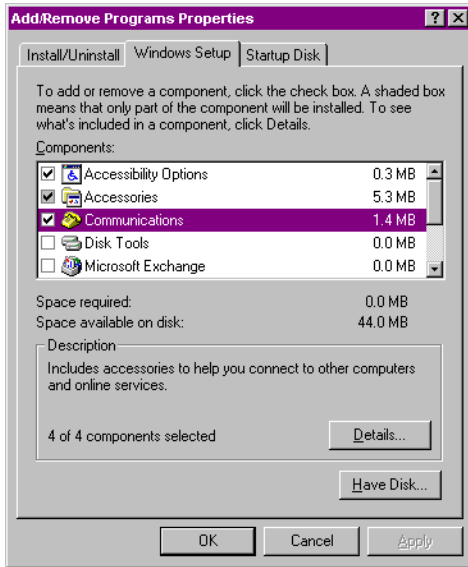 Add/Remove Programs Properties
Install/Uninstall Windows Setup Startup Disk
To add or remove a component, click the check box. A shaded box
means that only part of the component will be installed. To see
what's included in a component, click Details.
Components:
Accessibility Options 0.3 MB
Accessories 5.3 MB
Communications 1.4 MB
Disk Tools 0.0 MB
Microsoft Exchange 0.0 MB
Space required: 0.0 MB
Space available on disk: 44.0 MB
Description
Includes accessories to help you connect to other computers
and online services.
4 of 4 components selected Details...
Have Disk...
OK Cancel Apply